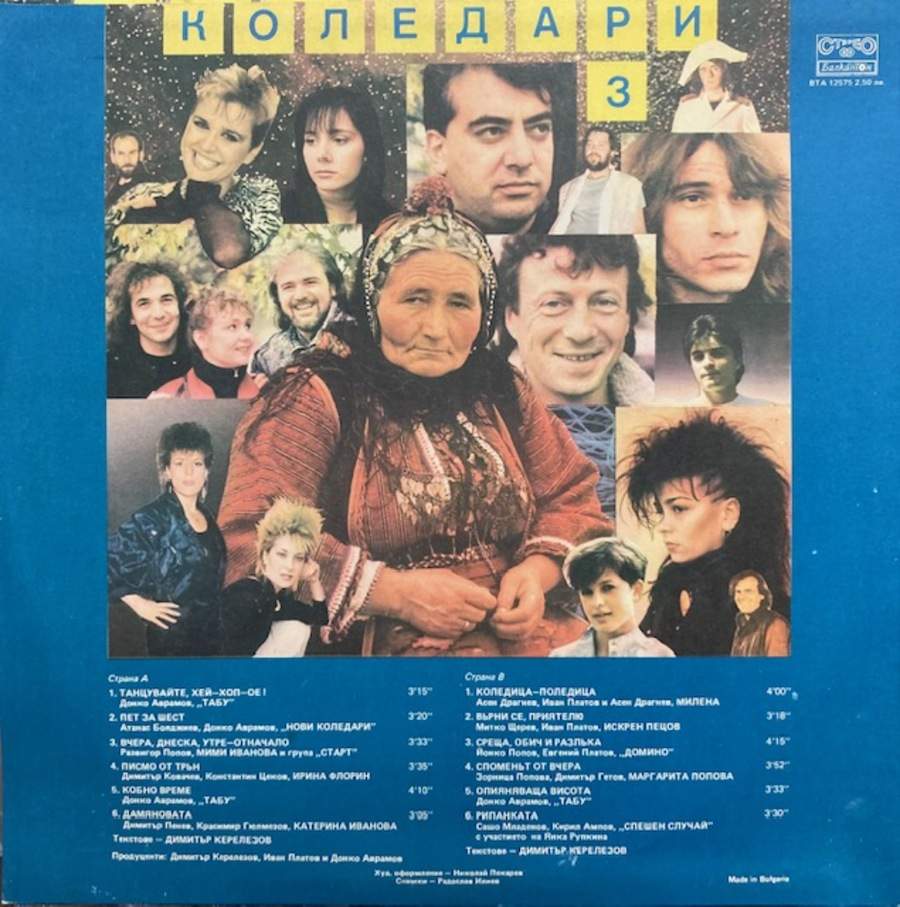 КОЛЕДАРИ
3
СТЕРЕО
Балкантон
ВТА 12575 2,50 лв.
Страна А
1. ТАНЦУВАЙТЕ, ХЕЙ—ХОП—ОЕ! 3'15"
Донко Аврамов, „ТАБУ"
2. ПЕТ ЗА ШЕСТ 3'20"
Атанас Бояджиев, Донко Аврамов, „НОВИ КОЛЕДАРИ"
3. ВЧЕРА, ДНЕСКА, УТРЕ—ОТНАЧАЛО 3'33"
Развигор Попов, МИМИ ИВАНОВА и група „СТАРТ"
4. ПИСМО ОТ ТРЪН 3'35"
Димитър Ковачев, Константин Цеков, ИРИНА ФЛОРИН
5. КОБНО ВРЕМЕ 4'10"
Донко Аврамов, „ТАБУ"
6. ДАМЯНОВАТА 3'05"
Димитър Пенев, Красимир Гюлмезов, КАТЕРИНА ИВАНОВА
Текстове — ДИМИТЪР КЕРЕЛЕЗОВ
Продуценти: Димитър Керелезов, Иван Платов и Донко Аврамов
Страна В
1. КОЛЕДИЦА—ПОЛЕДИЦА 4'00"
Асен Драгнев, Иван Платов и Асен Драгнев, МИЛЕНА
2. ВЪРНИ СЕ, ПРИЯТЕЛЮ 3'18"
Митко Щерев, Иван Платов, ИСКРЕН ПЕЦОВ
3. СРЕЩА, ОБИЧ И РАЗЛЪКА 4'15"
Йонко Попов, Евгений Платов, „ДОМИНО"
4. СПОМЕНЪТ ОТ ВЧЕРА 3'52"
Зорница Попова, Димитър Гетов, МАРГАРИТА ПОПОВА
5. ОПИЯНЯВАЩА ВИСОТА 3'33"
Донко Аврамов, „ТАБУ"
6. РИПАНКАТА 3'30"
Сашо Младенов, Кирил Ампов, „СПЕШЕН СЛУЧАЙ"
с участието на Янка Рупкина
Текстове — ДИМИТЪР КЕРЕЛЕЗОВ
Худ. оформление — Николай Пекарев
Снимки — Радослав Илиев
Made in Bulgaria